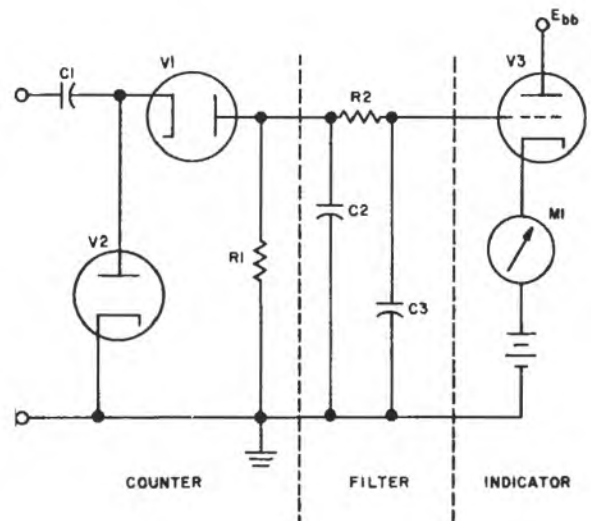 Ebb
V1
V3
C1
R2
C2
M1
V2
R1
C3
COUNTER
FILTER
INDICATOR